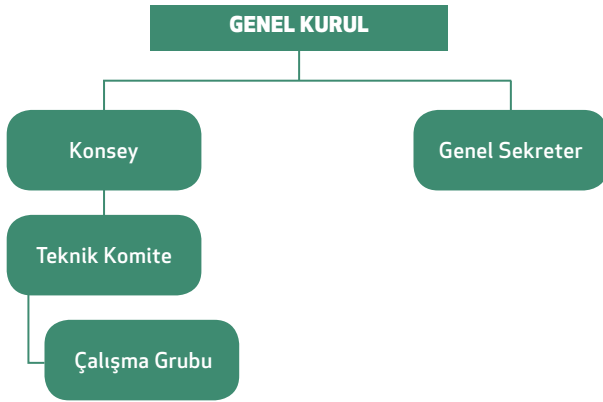 GENEL KURUL
Konsey
Genel Sekreter
Teknik Komite
Çalışma Grubu